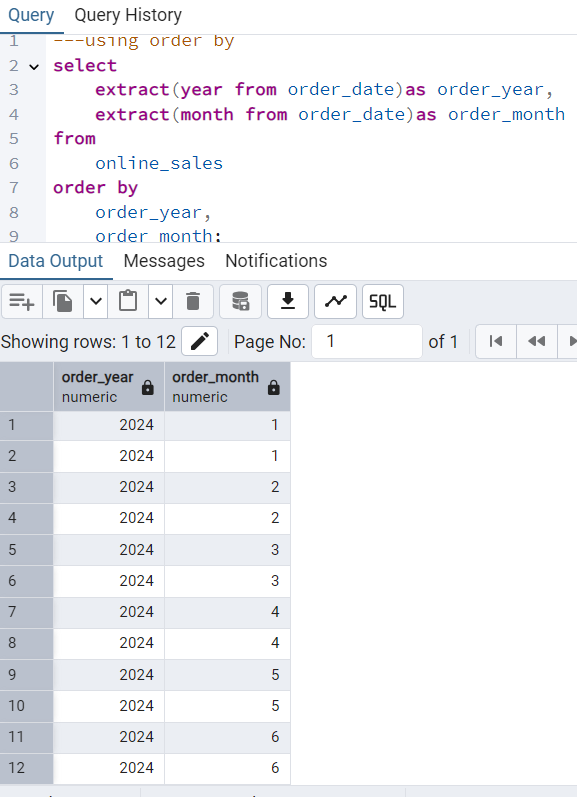 Query Query History
1 ---using order by
2 select
3 extract(year from order_date)as order_year,
4 extract(month from order_date)as order_month
5 from
6 online_sales
7 order by
8 order_year,
9 order_month;
Data Output Messages Notifications
SQL
Showing rows: 1 to 12 Page No: 1 of 1
order_year order_month
numeric numeric
1 2024 1
2 2024 1
3 2024 2
4 2024 2
5 2024 3
6 2024 3
7 2024 4
8 2024 4
9 2024 5
10 2024 5
11 2024 6
12 2024 6